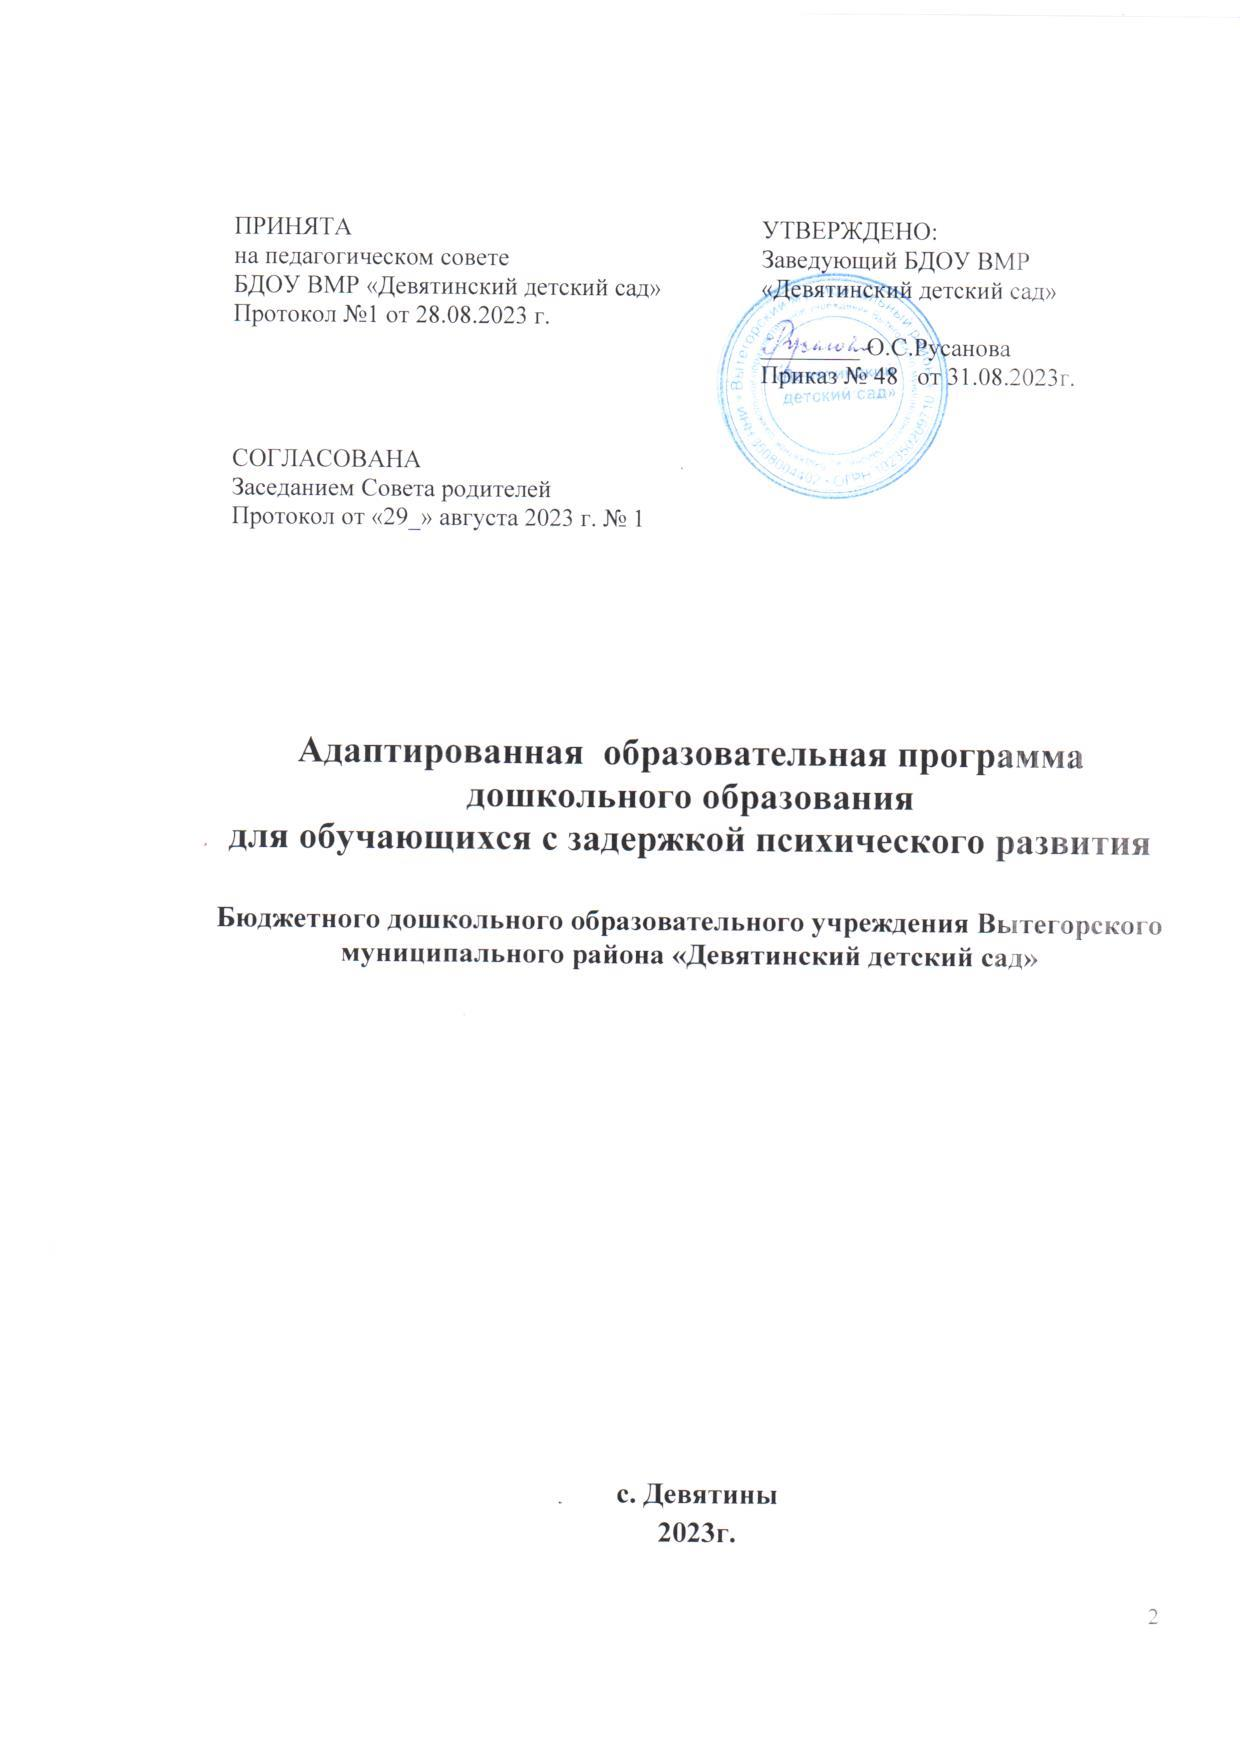 ПРИНЯТА
на педагогическом совете
БДОУ ВМР «Девятинский детский сад»
Протокол №1 от 28.08.2023 г.
УТВЕРЖДЕНО:
Заведующий БДОУ ВМР
«Девятинский детский сад»
О.С.Русанова
Приказ № 48 от 31.08.2023г.
детский сад»
СОГЛАСОВАНА
Заседанием Совета родителей
Протокол от «29_» августа 2023 г. № 1
Адаптированная образовательная программа
дошкольного образования
для обучающихся с задержкой психического развития
Бюджетного дошкольного образовательного учреждения Вытегорского
муниципального района «Девятинский детский сад»
с. Девятины
2023г.
2